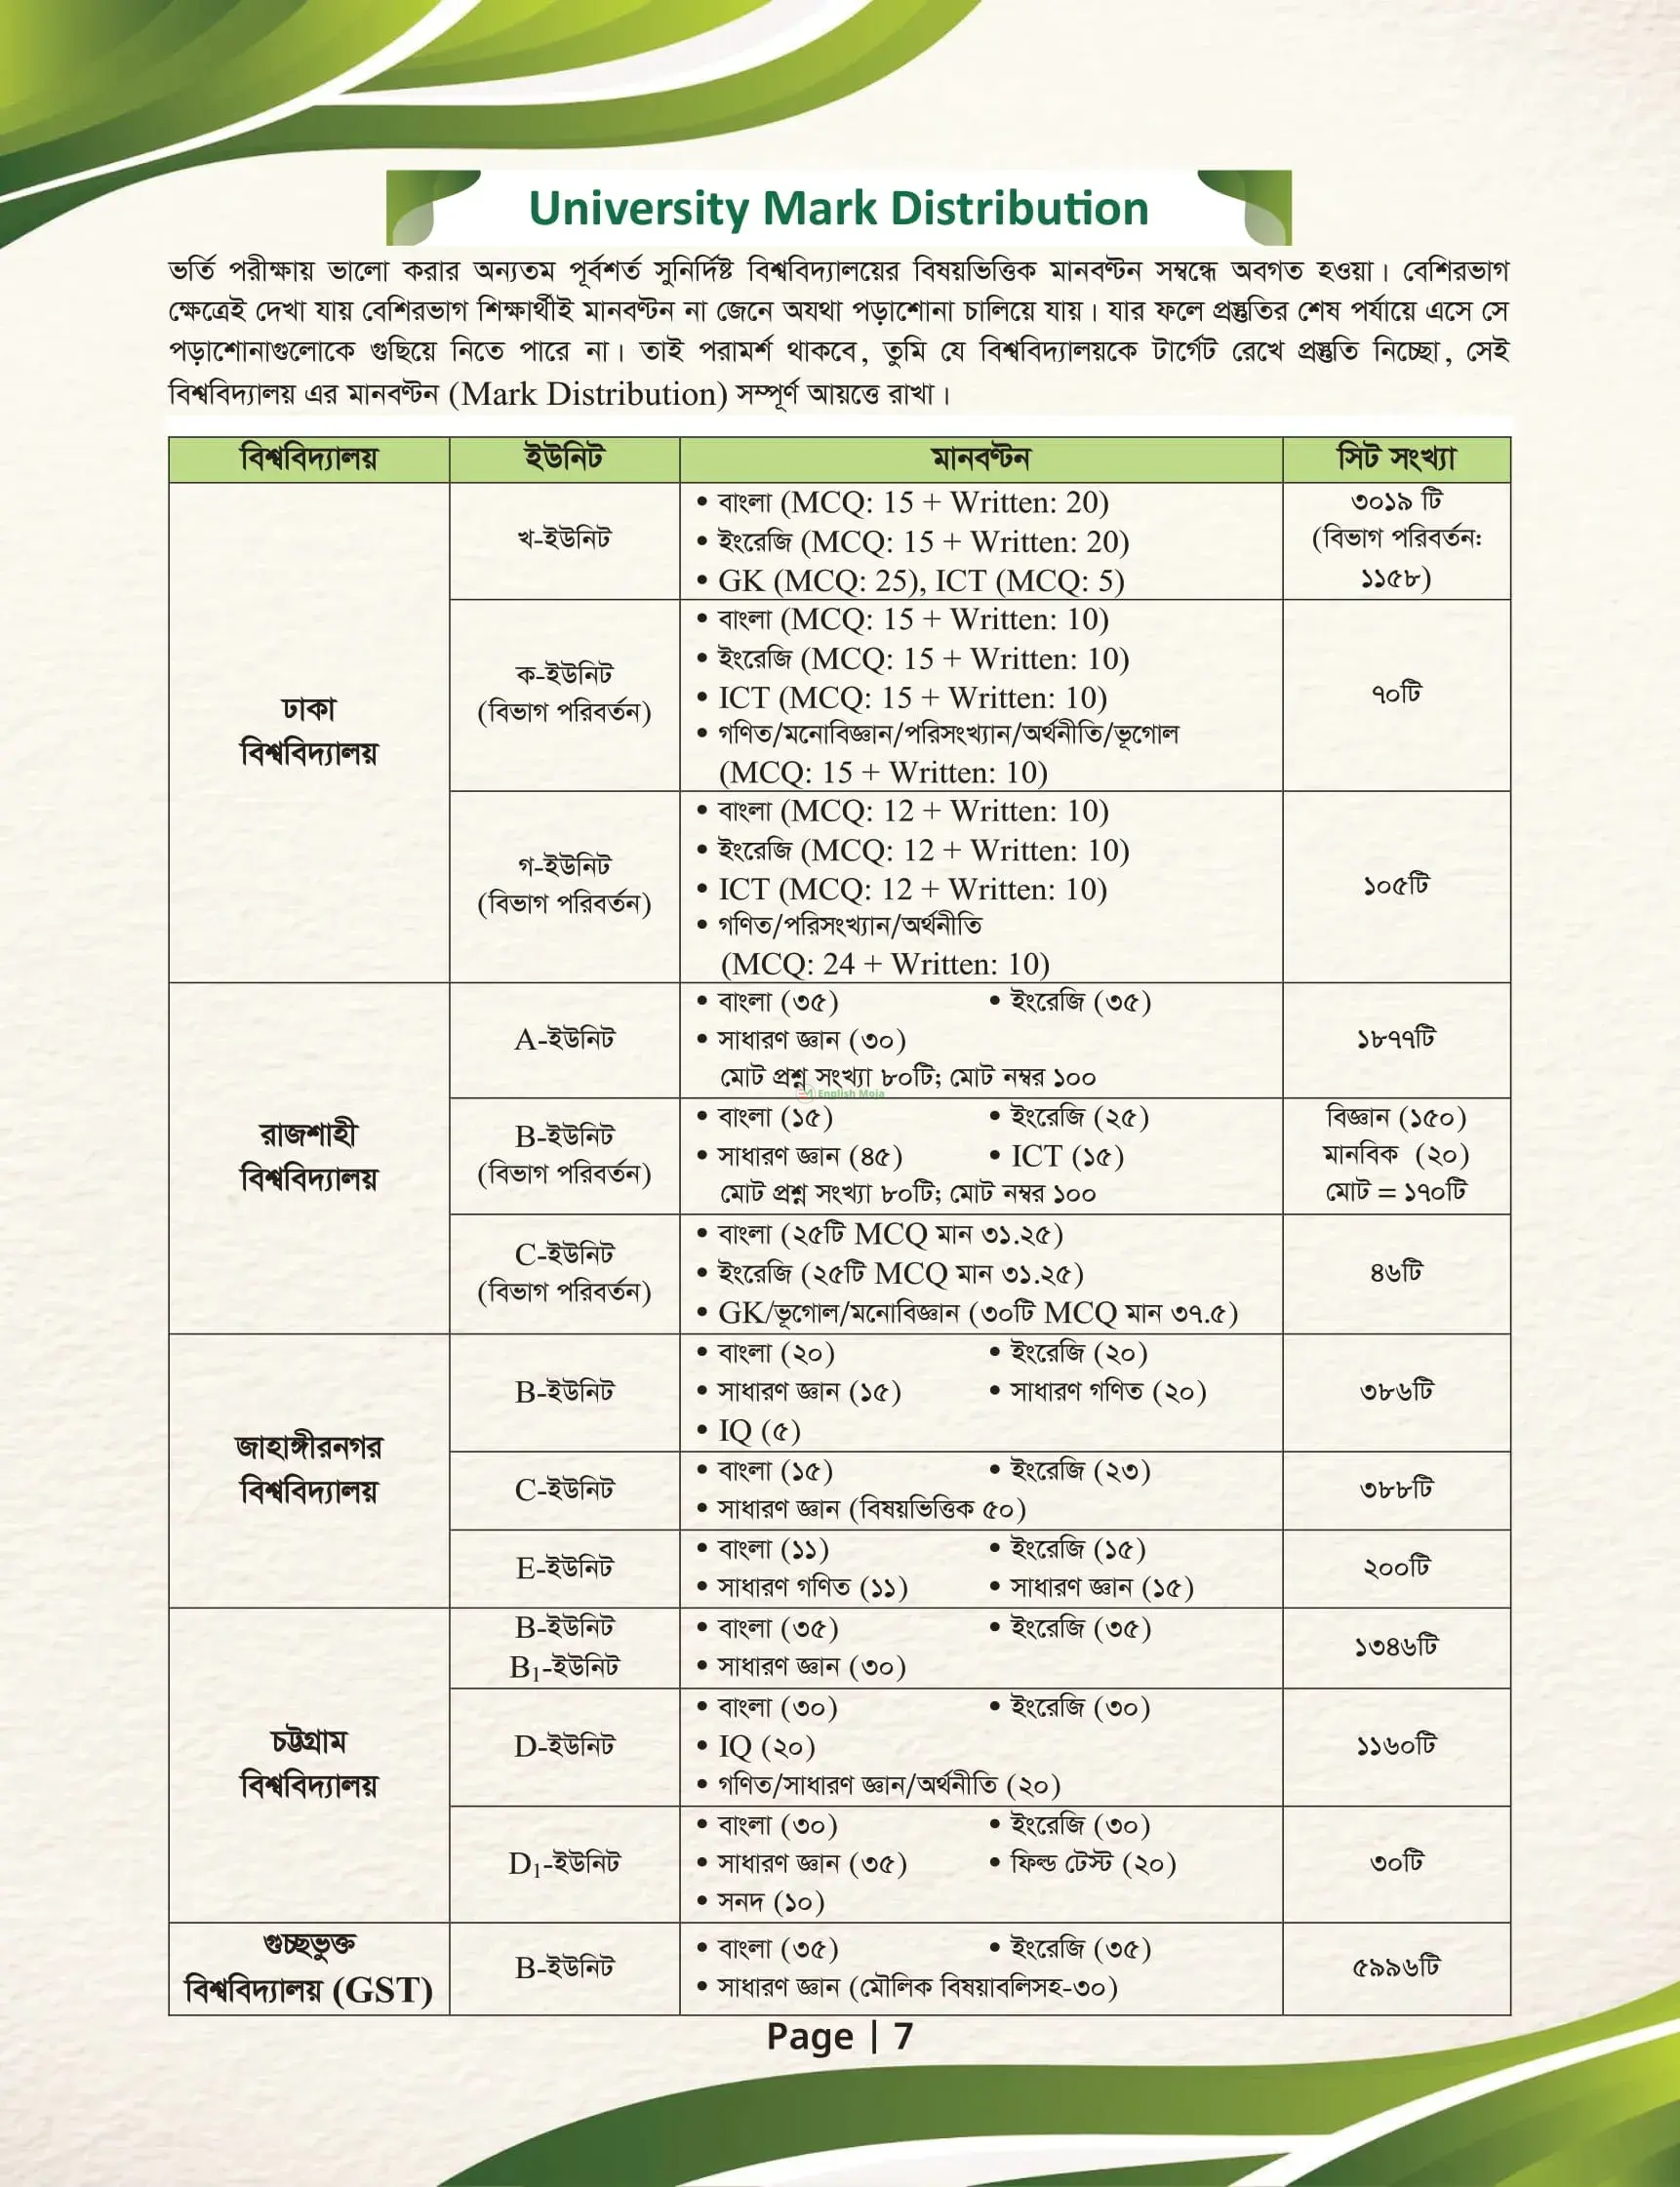 University Mark Distribution
ভর্তি পরীক্ষায় ভালো করার অন্যতম পূর্বশর্ত সুনির্দিষ্ট বিশ্ববিদ্যালয়ের বিষয়ভিত্তিক মানবণ্টন সম্বন্ধে অবগত হওয়া। বেশিরভাগ
ক্ষেত্রেই দেখা যায় বেশিরভাগ শিক্ষার্থীই মানবণ্টন না জেনে অযথা পড়াশোনা চালিয়ে যায়। যার ফলে প্রস্তুতির শেষ পর্যায়ে এসে সে
পড়াশোনাগুলোকে গুছিয়ে নিতে পারে না। তাই পরামর্শ থাকবে, তুমি যে বিশ্ববিদ্যালয়কে টার্গেট রেখে প্রস্তুতি নিচ্ছো, সেই
বিশ্ববিদ্যালয় এর মানবণ্টন (Mark Distribution) সম্পূর্ণ আয়ত্তে রাখা।
বিশ্ববিদ্যালয় ইউনিট মানবণ্টন সিট সংখ্যা
ঢাকা
বিশ্ববিদ্যালয়
খ-ইউনিট
• বাংলা (MCQ: 15 + Written: 20)
• ইংরেজি (MCQ: 15 + Written: 20)
• GK (MCQ: 25), ICT (MCQ: 5)
৩০১৯ টি
(বিভাগ পরিবর্তন:
১১৫৮)
ক-ইউনিট
(বিভাগ পরিবর্তন)
• বাংলা (MCQ: 15 + Written: 10)
• ইংরেজি (MCQ: 15 + Written: 10)
• ICT (MCQ: 15 + Written: 10)
• গণিত/মনোবিজ্ঞান/পরিসংখ্যান/অর্থনীতি/ভূগোল
(MCQ: 15 + Written: 10)
৭০টি
গ-ইউনিট
(বিভাগ পরিবর্তন)
• বাংলা (MCQ: 12 + Written: 10)
• ইংরেজি (MCQ: 12 + Written: 10)
• ICT (MCQ: 12 + Written: 10)
• গণিত/পরিসংখ্যান/অর্থনীতি
(MCQ: 24 + Written: 10)
১০৫টি
রাজশাহী
বিশ্ববিদ্যালয়
A-ইউনিট
• বাংলা (৩৫) • ইংরেজি (৩৫)
• সাধারণ জ্ঞান (৩০)
মোট প্রশ্ন সংখ্যা ৮০টি; মোট নম্বর ১০০
১৮৭৭টি
English Moja
B-ইউনিট
(বিভাগ পরিবর্তন)
• বাংলা (১৫) • ইংরেজি (২৫)
• সাধারণ জ্ঞান (৪৫) • ICT (১৫)
মোট প্রশ্ন সংখ্যা ৮০টি; মোট নম্বর ১০০
বিজ্ঞান (১৫০)
মানবিক (২০)
মোট = ১৭০টি
C-ইউনিট
(বিভাগ পরিবর্তন)
• বাংলা (২৫টি MCQ মান ৩১.২৫)
• ইংরেজি (২৫টি MCQ মান ৩১.২৫)
• GK/ভূগোল/মনোবিজ্ঞান (৩০টি MCQ মান ৩৭.৫)
৪৬টি
জাহাঙ্গীরনগর
বিশ্ববিদ্যালয়
B-ইউনিট
• বাংলা (২০) • ইংরেজি (২০)
• সাধারণ জ্ঞান (১৫) • সাধারণ গণিত (২০)
• IQ (৫)
৩৮৬টি
C-ইউনিট
• বাংলা (১৫) • ইংরেজি (২৩)
• সাধারণ জ্ঞান (বিষয়ভিত্তিক ৫০)
৩৮৮টি
E-ইউনিট
• বাংলা (১১) • ইংরেজি (১৫)
• সাধারণ গণিত (১১) • সাধারণ জ্ঞান (১৫)
২০০টি
চট্টগ্রাম
বিশ্ববিদ্যালয়
B-ইউনিট
B₁-ইউনিট
• বাংলা (৩৫) • ইংরেজি (৩৫)
• সাধারণ জ্ঞান (৩০)
১৩৪৬টি
D-ইউনিট
• বাংলা (৩০) • ইংরেজি (৩০)
• IQ (২০)
• গণিত/সাধারণ জ্ঞান/অর্থনীতি (২০)
১১৬০টি
D₁-ইউনিট
• বাংলা (৩০) • ইংরেজি (৩০)
• সাধারণ জ্ঞান (৩৫) • ফিল্ড টেস্ট (২০)
• সনদ (১০)
৩০টি
গুচ্ছভুক্ত
বিশ্ববিদ্যালয় (GST)
B-ইউনিট
• বাংলা (৩৫) • ইংরেজি (৩৫)
• সাধারণ জ্ঞান (মৌলিক বিষয়াবলিসহ-৩০)
৫৯৯৬টি
Page | 7